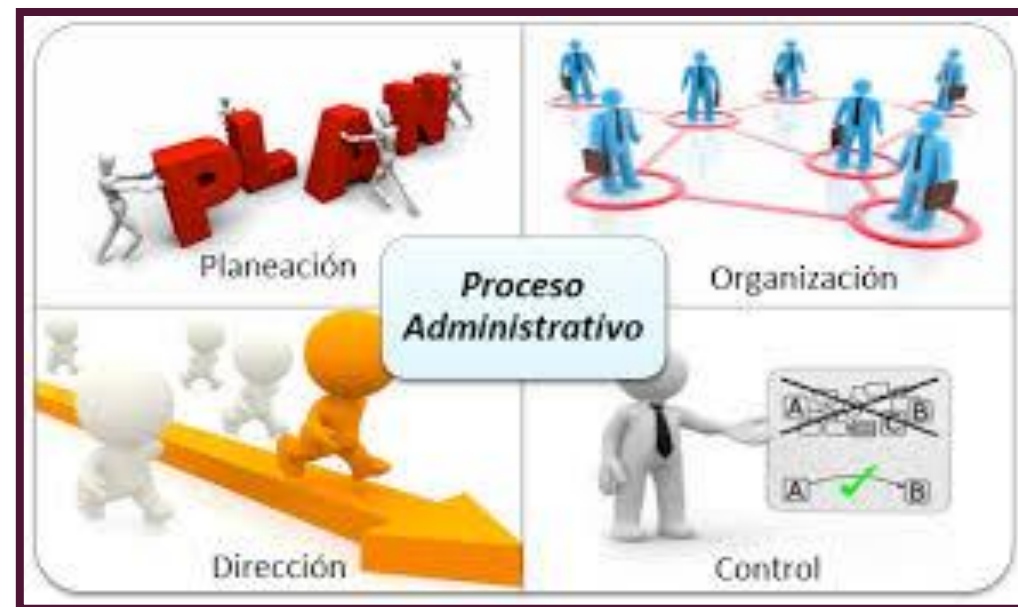 PLAN
Planeación
Organización
Proceso
Administrativo
Dirección
Control
A B
A B